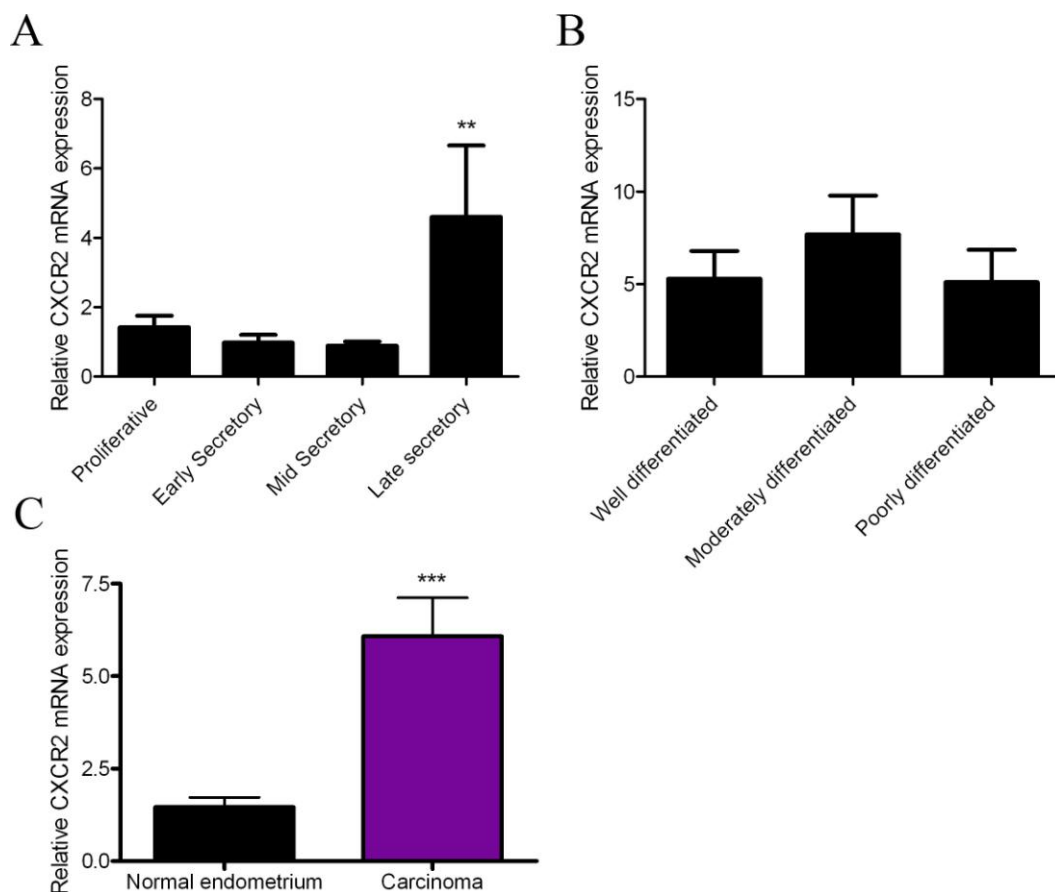 A
Relative CXCR2 mRNA expression
8
6
4
2
0
**
Proliferative
Early Secretory
Mid Secretory
Late secretory
B
Relative CXCR2 mRNA expression
15
10
5
0
Well differentiated
Moderately differentiated
Poorly differentiated
C
Relative CXCR2 mRNA expression
7.5
5.0
2.5
0.0
***
Normal endometrium
Carcinoma